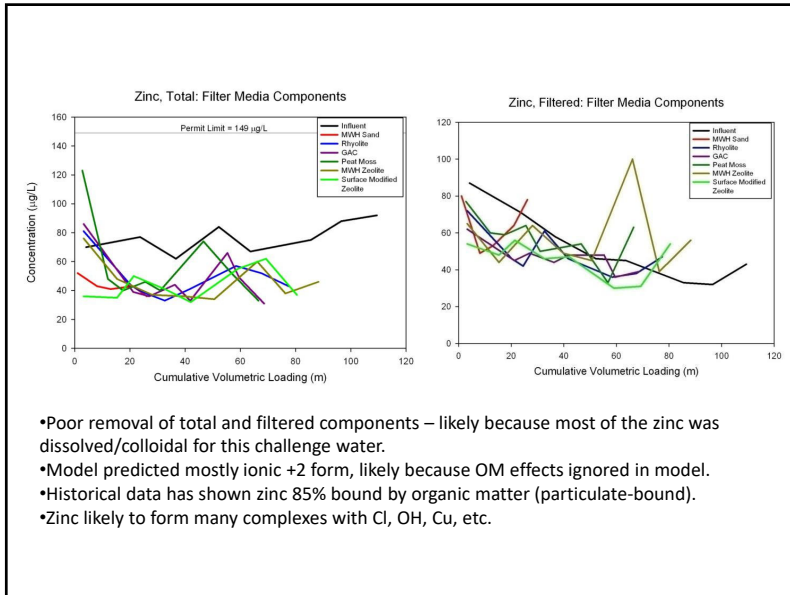 Zinc, Total: Filter Media Components
160
140
120
100
80
60
40
20
0
Concentration (µg/L)
Permit Limit = 149 µg/L
Influent
MWH Sand
Rhyolite
GAC
Peat Moss
MWH Zeolite
Surface Modified
Zeolite
0 20 40 60 80 100 120
Cumulative Volumetric Loading (m)
Zinc, Filtered: Filter Media Components
120
100
80
60
40
20
0
Influent
MWH Sand
Rhyolite
GAC
Peat Moss
MWH Zeolite
Surface Modified
Zeolite
0 20 40 60 80 100 120
Cumulative Volumetric Loading (m)
•Poor removal of total and filtered components – likely because most of the zinc was
dissolved/colloidal for this challenge water.
•Model predicted mostly ionic +2 form, likely because OM effects ignored in model.
•Historical data has shown zinc 85% bound by organic matter (particulate-bound).
•Zinc likely to form many complexes with Cl, OH, Cu, etc.